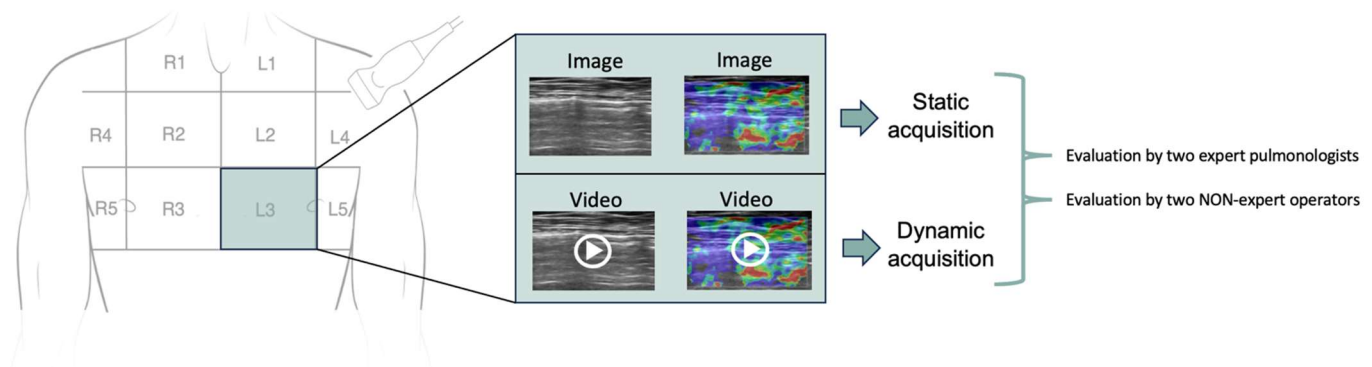 R1 L1
R4 R2 L2 L4
R5 R3 L3 L5
Image Image
Video Video
Static
acquisition
Dynamic
acquisition
Evaluation by two expert pulmonologists
Evaluation by two NON-expert operators